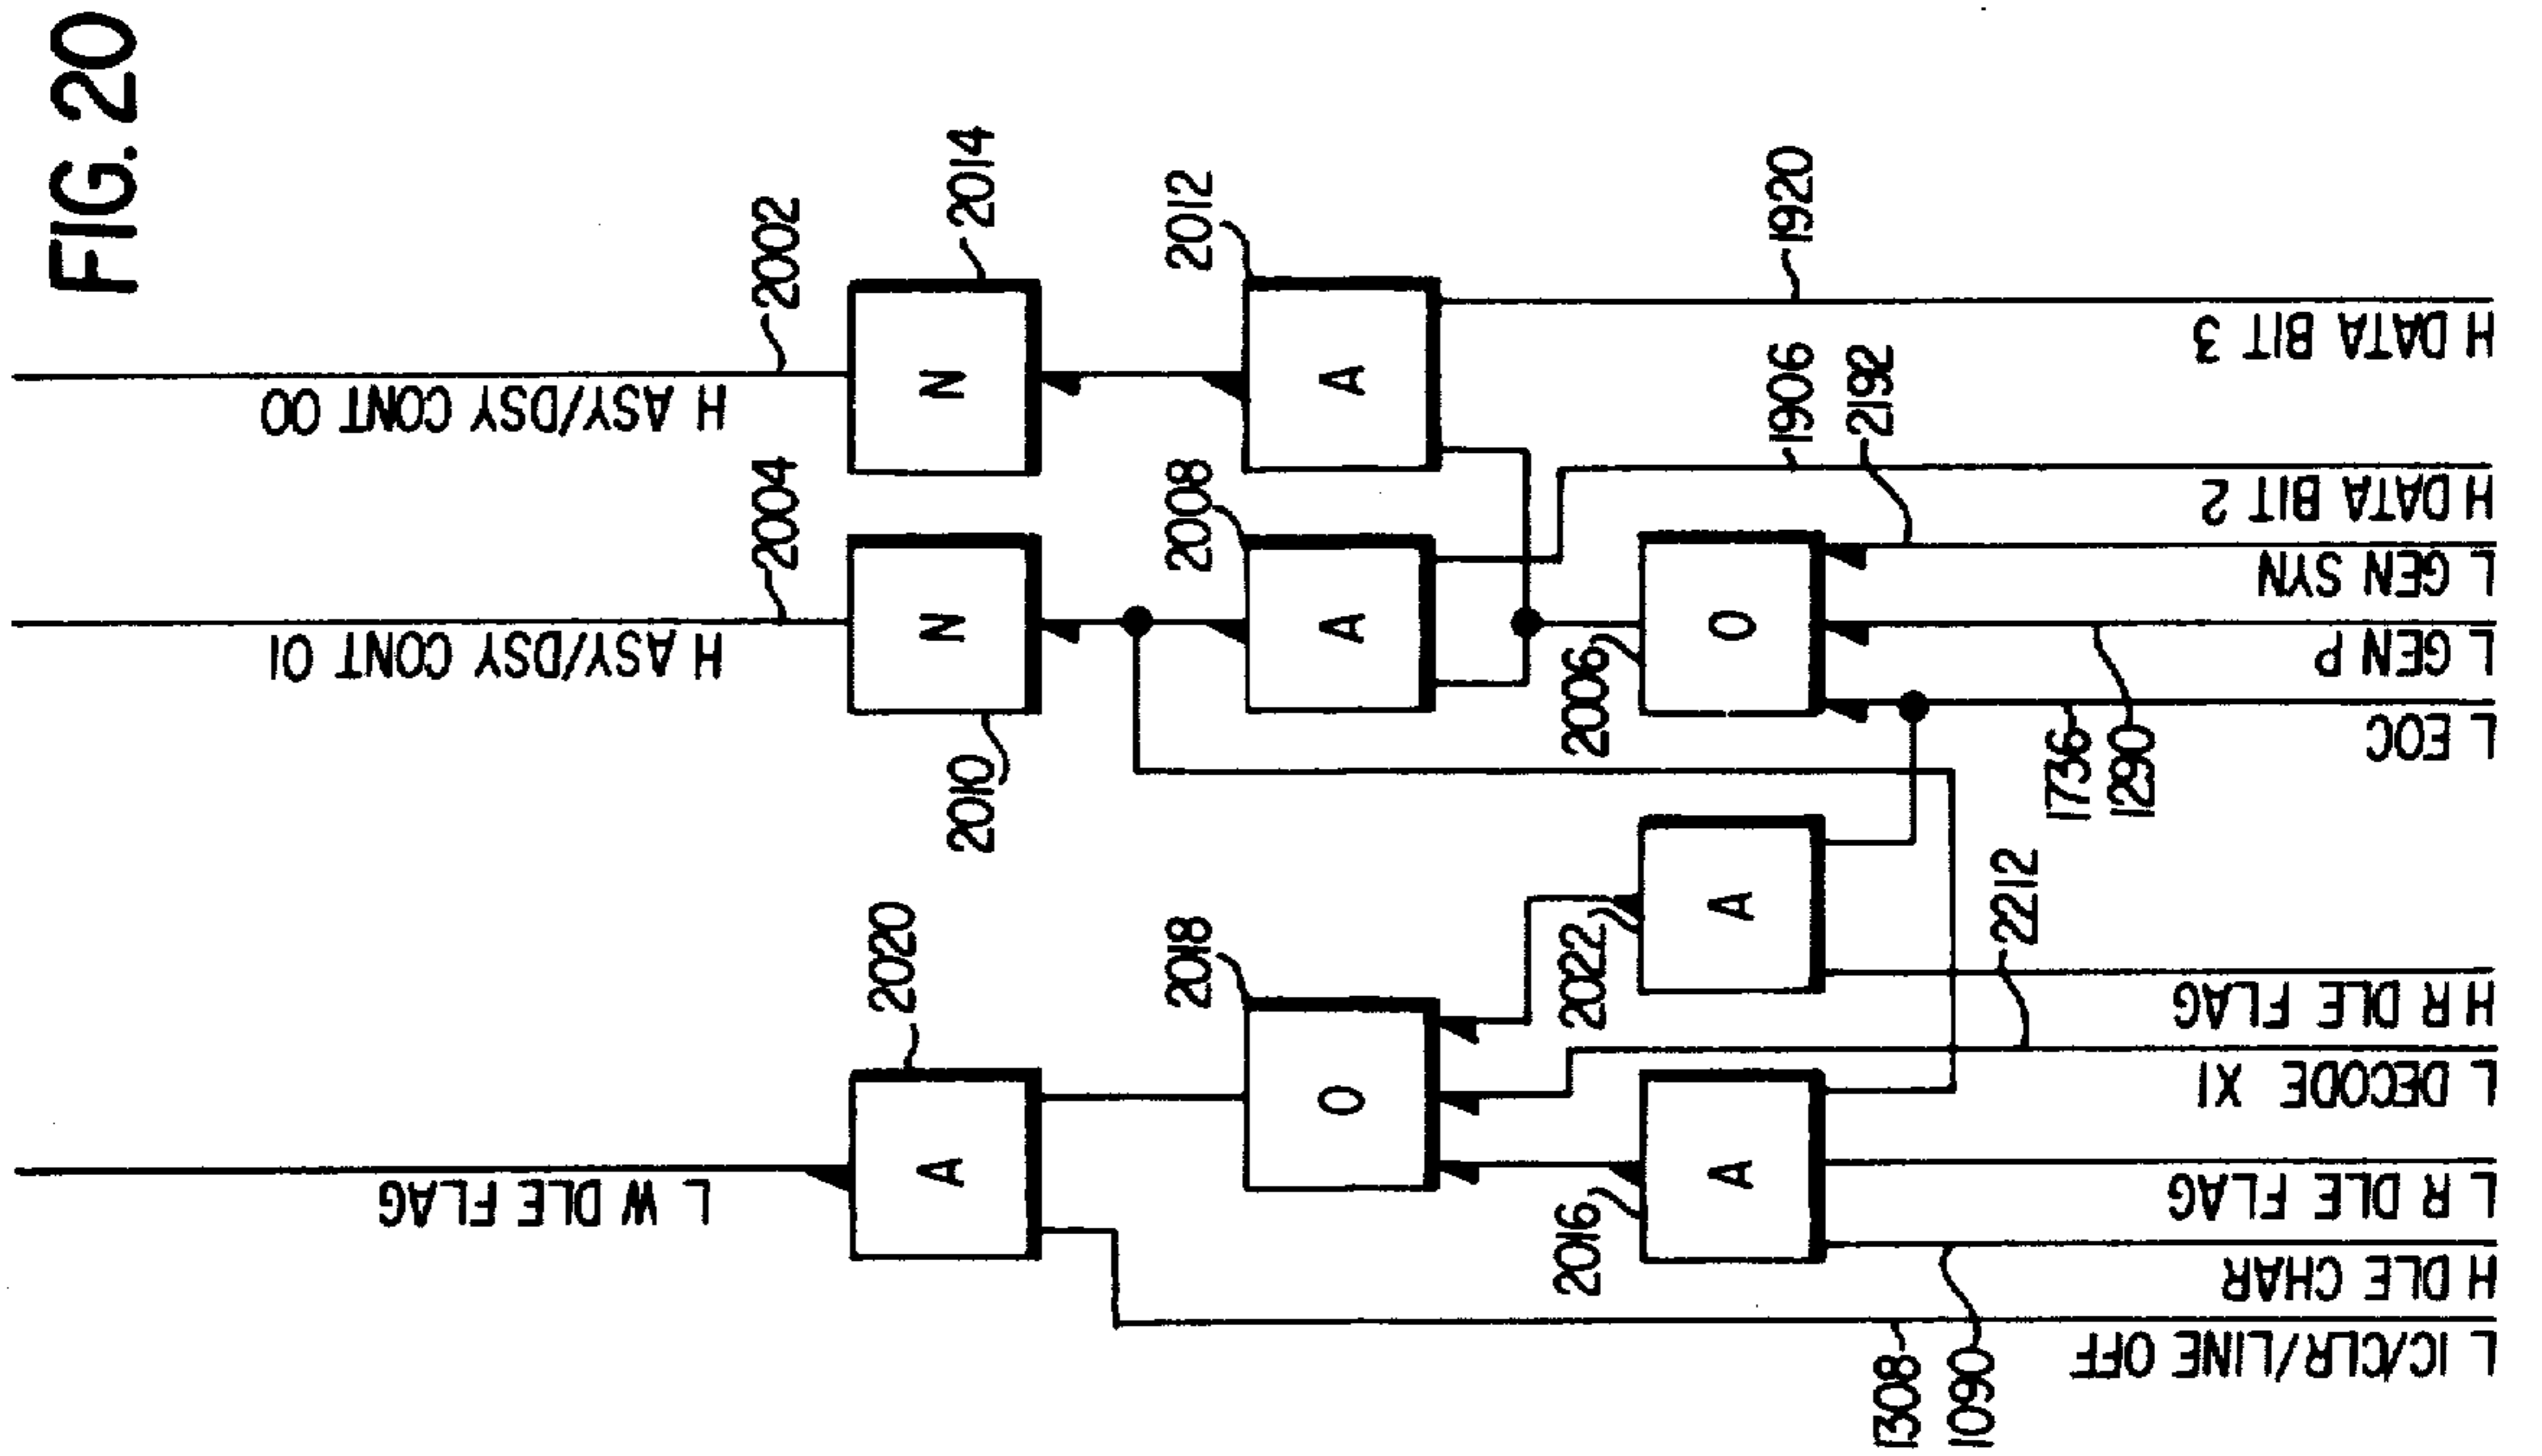 FIG. 20
L IC/CLR/LINE OFF
1308
H DLE CHAR
1090
L R DLE FLAG
L DECODE X1
2212
H R DLE FLAG
L EOC
1736
L GEN P
1290
L GEN SYN
2192
H DATA BIT 2
1906
H DATA BIT 3
1920
A
2016
A
2022
O
2006
O
2018
A
2008
A
2012
A
2020
N
2010
N
2014
L W DLE FLAG
H ASY/DSY CONT 01
2004
H ASY/DSY CONT 00
2002